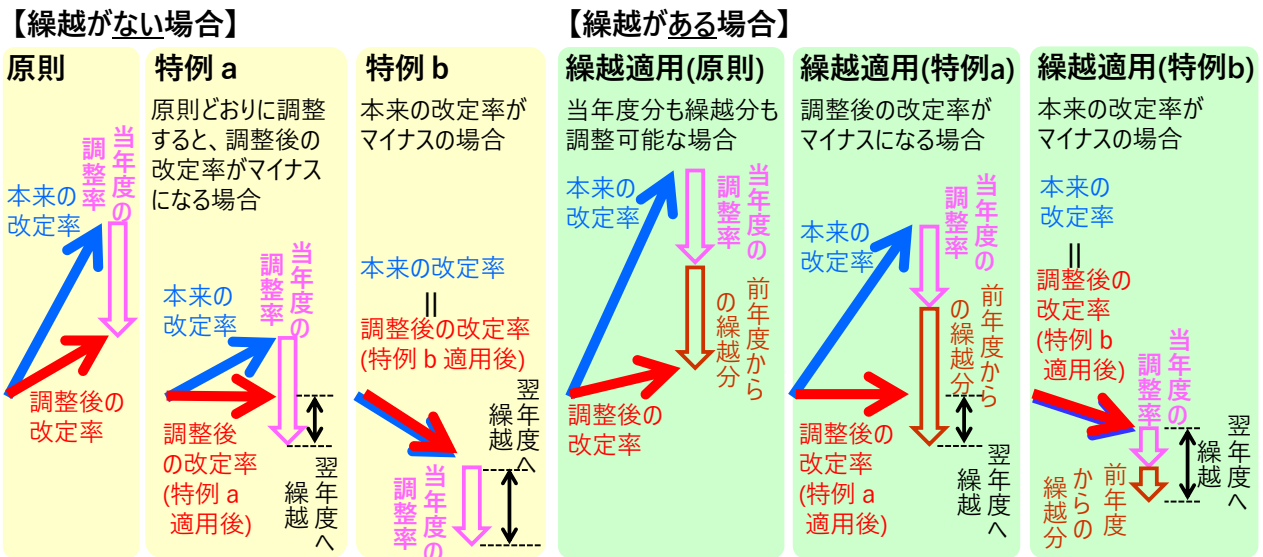 【繰越がない場合】
原則
当年度の
調整率
本来の
改定率
調整後の
改定率
特例 a
原則どおりに調整
すると、調整後の
改定率がマイナス
になる場合
当年度の
調整率
本来の
改定率
調整後
の改定率
(特例 a
適用後)
翌年度へ
繰越
特例 b
本来の改定率が
マイナスの場合
本来の改定率
||
調整後の改定率
(特例 b 適用後)
翌年度へ
繰越
当年度の
調整率
【繰越がある場合】
繰越適用(原則)
当年度分も繰越分も
調整可能な場合
本来の
改定率
当年度の
調整率
前年度から
の繰越分
調整後の
改定率
繰越適用(特例a)
調整後の改定率が
マイナスになる場合
当年度の
調整率
本来の
改定率
前年度から
の繰越分
調整後の
改定率
(特例 a
適用後)
翌年度へ
繰越
繰越適用(特例b)
本来の改定率が
マイナスの場合
本来の
改定率
||
調整後の
改定率
(特例 b
適用後)
当年度の
調整率
翌年度へ
繰越
前年度
からの
繰越分